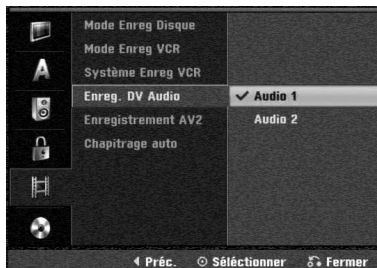 Mode Enreg Disque
Mode Enreg VCR
Système Enreg VCR
Enreg. DV Audio
✓ Audio 1
Enregistrement AV2
Audio 2
Chapitrage auto
A
Préc.
Séléctionner
Fermer